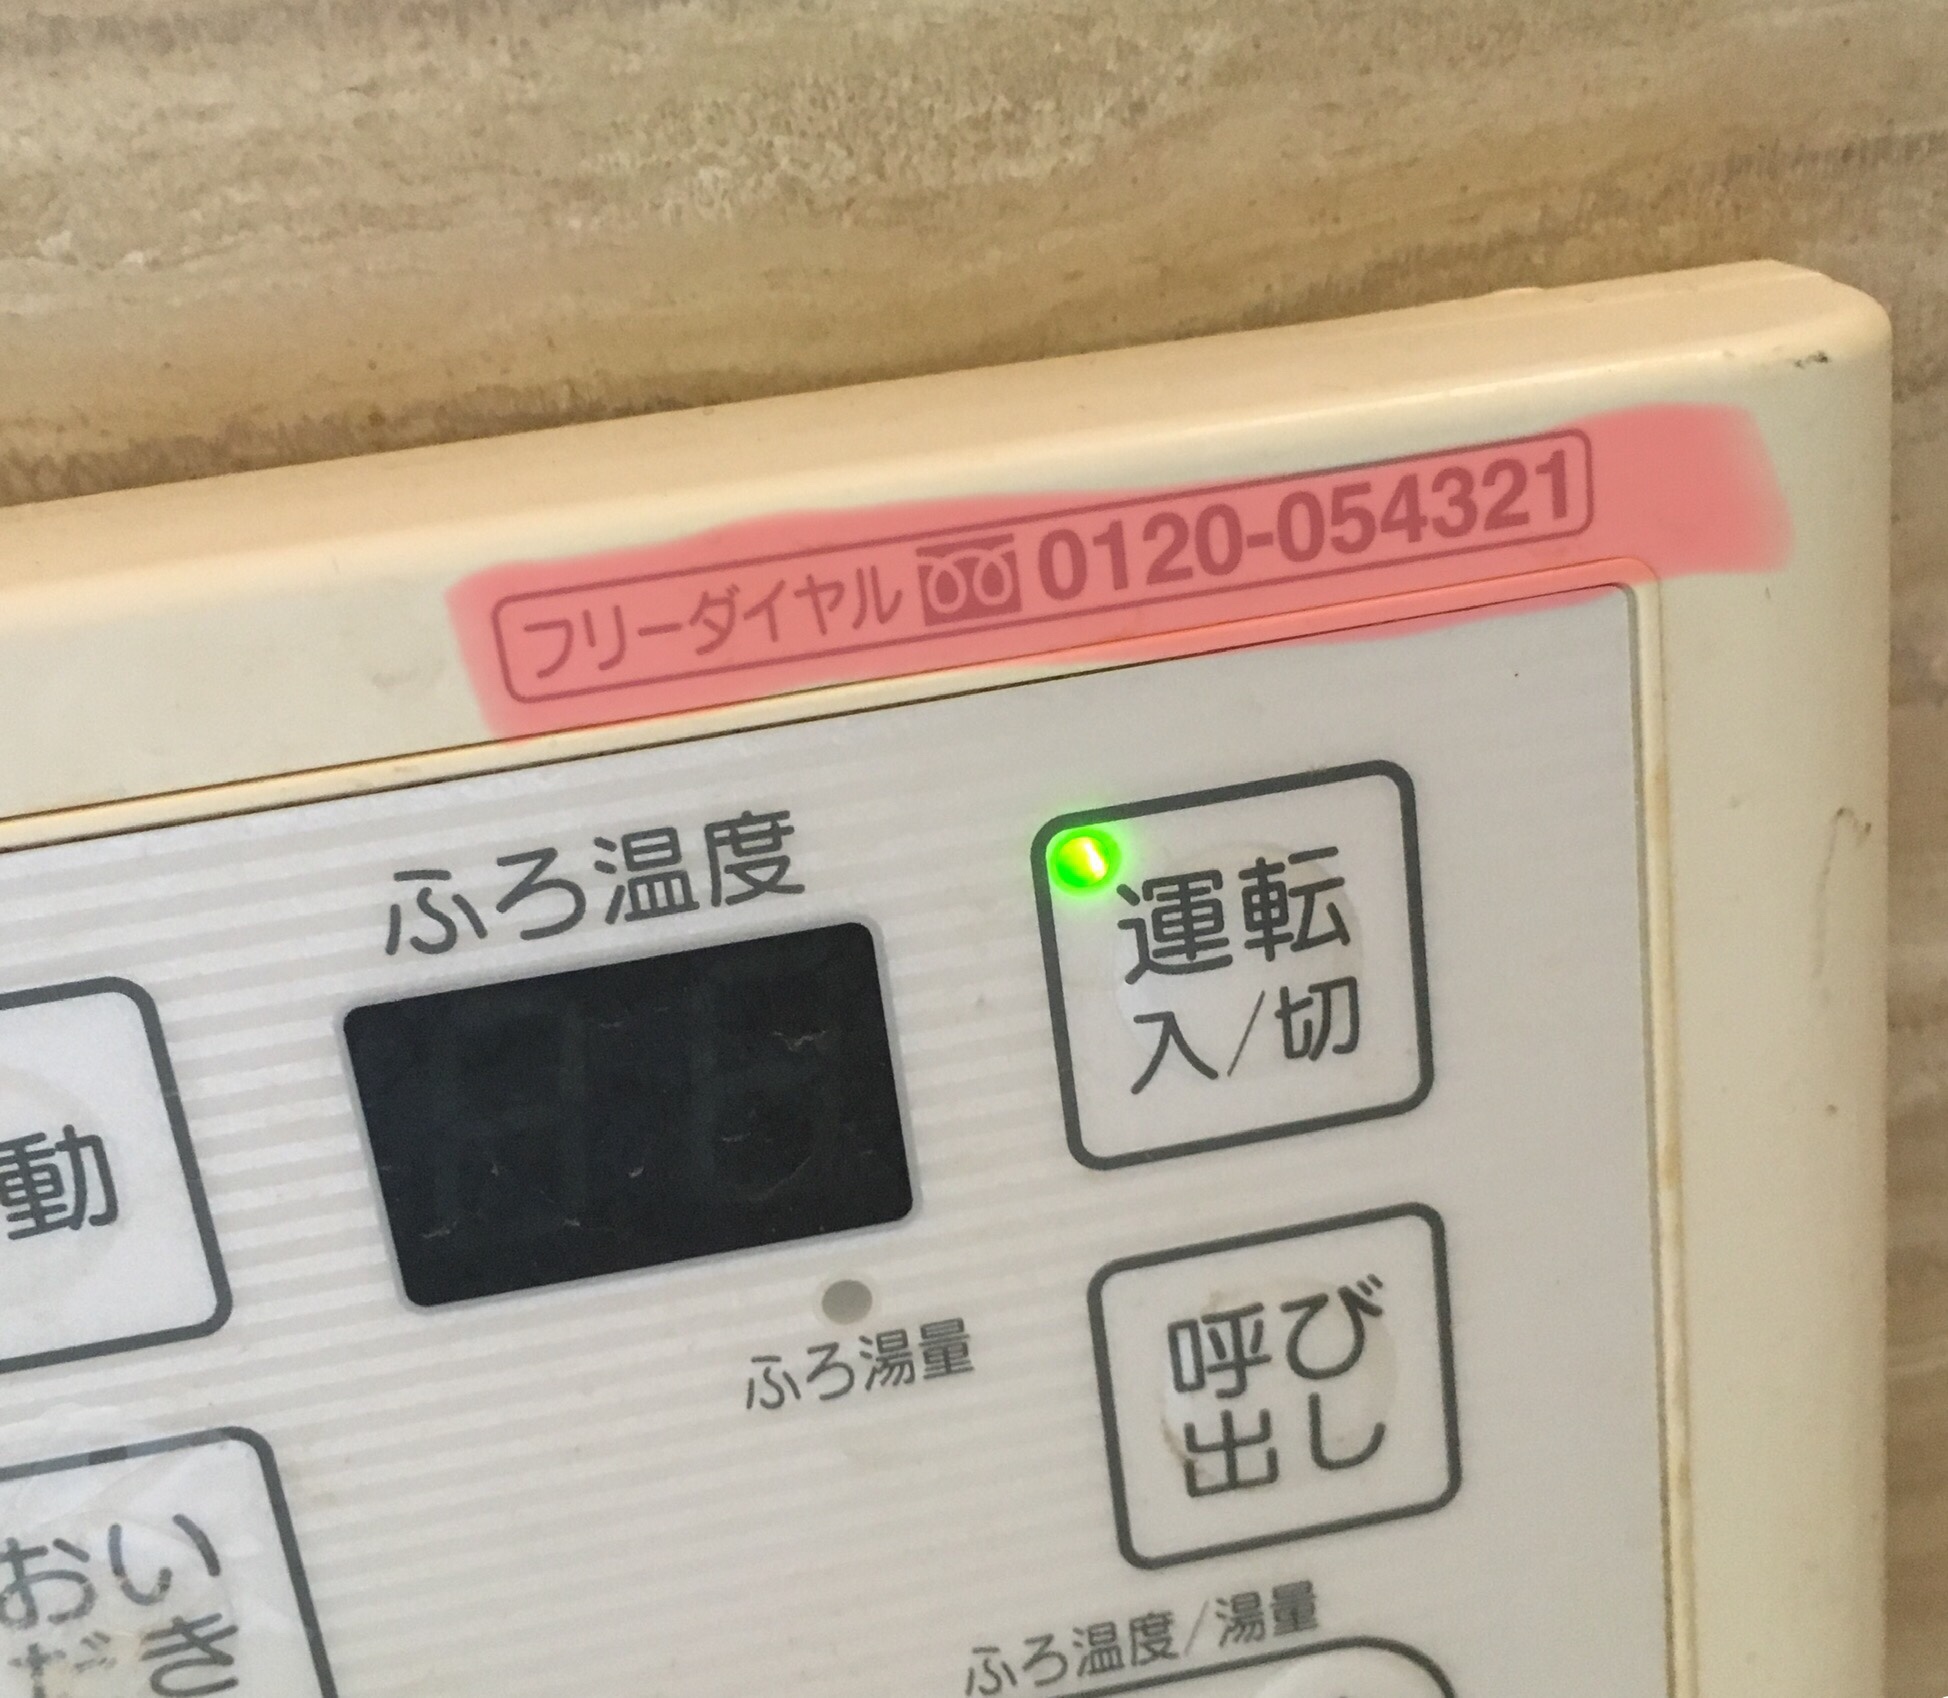 フリーダイヤル 0120-054321
ふろ温度
運転
入/切
動
ふろ湯量
呼び
出し
おい
だき
ふろ温度/湯量